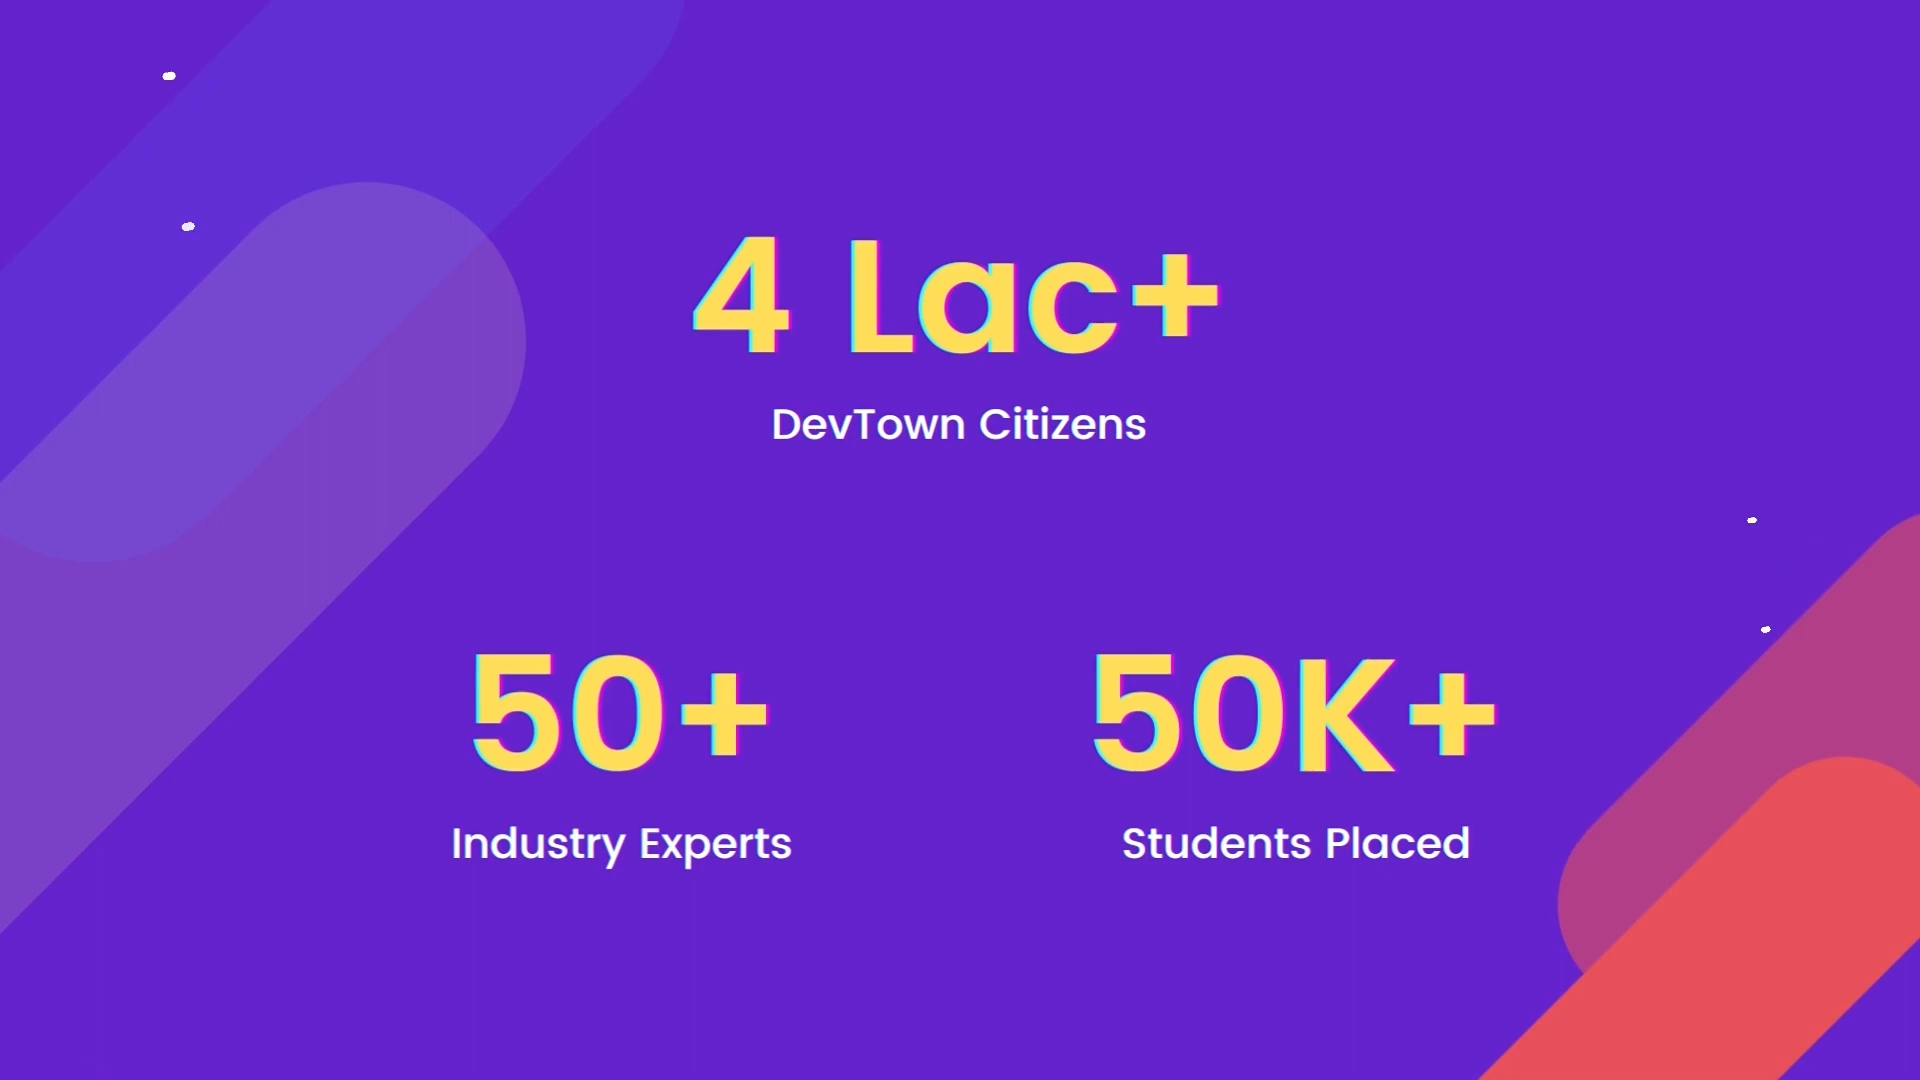 4 Lac+
DevTown Citizens
50+
Industry Experts
50K+
Students Placed